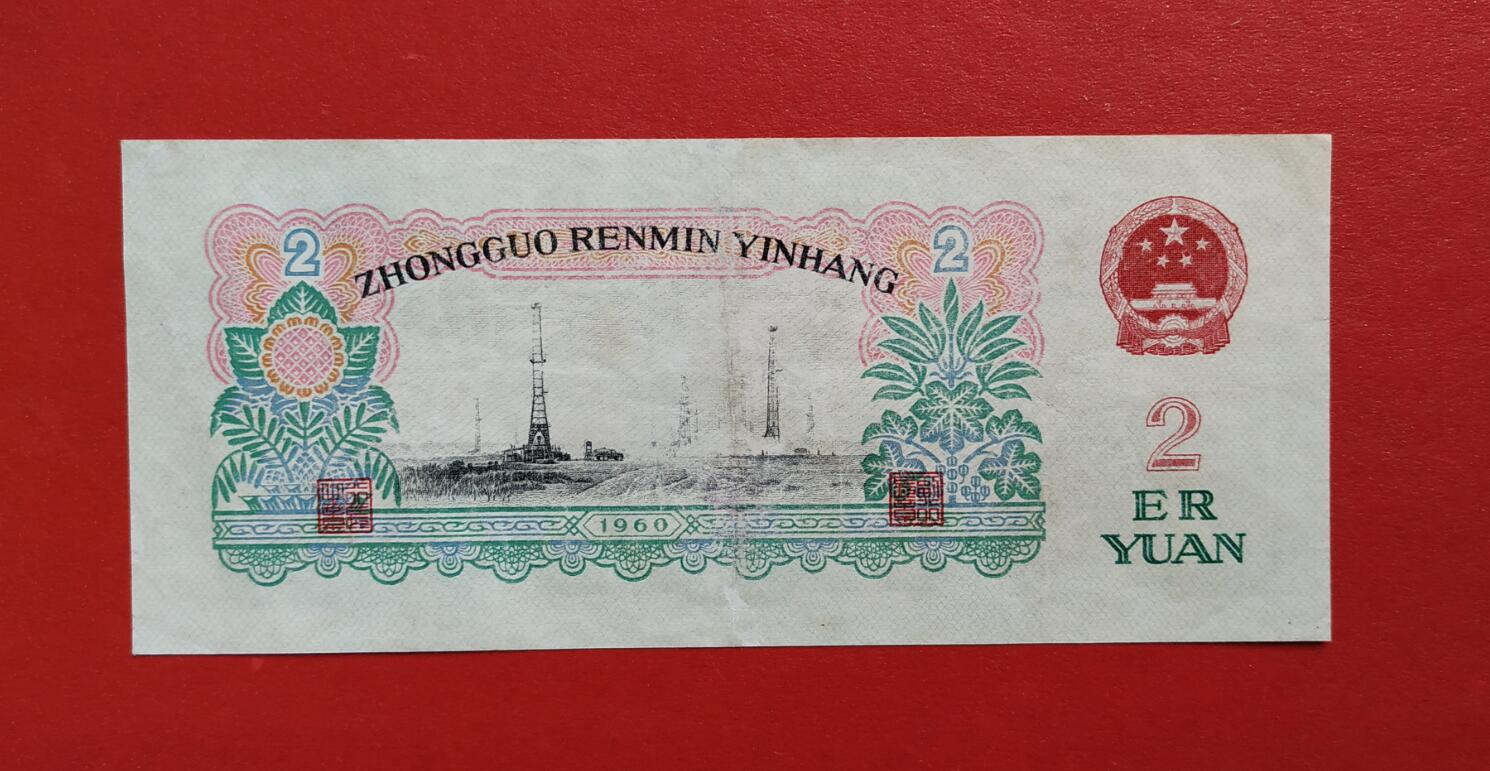 2
ZHONGGUO RENMIN YINHANG
2
1960
2
ER
YUAN